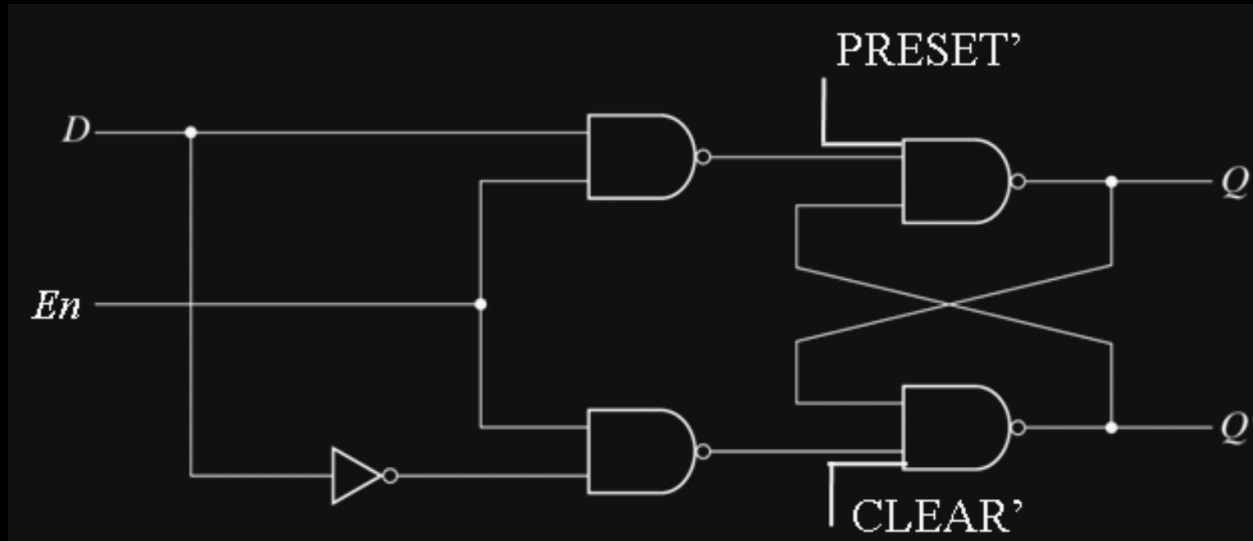 PRESET’
D
Q
En
Q
CLEAR’